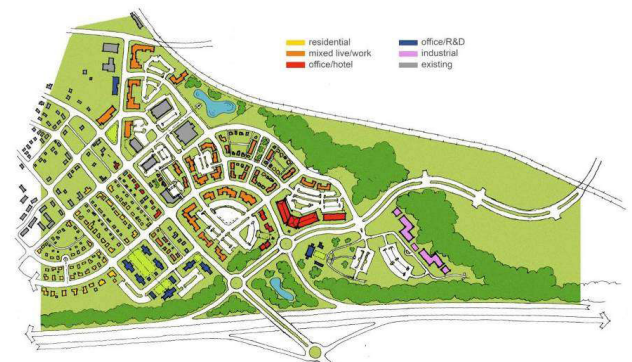 residential
mixed live/work
office/hotel
office/R&D
industrial
existing